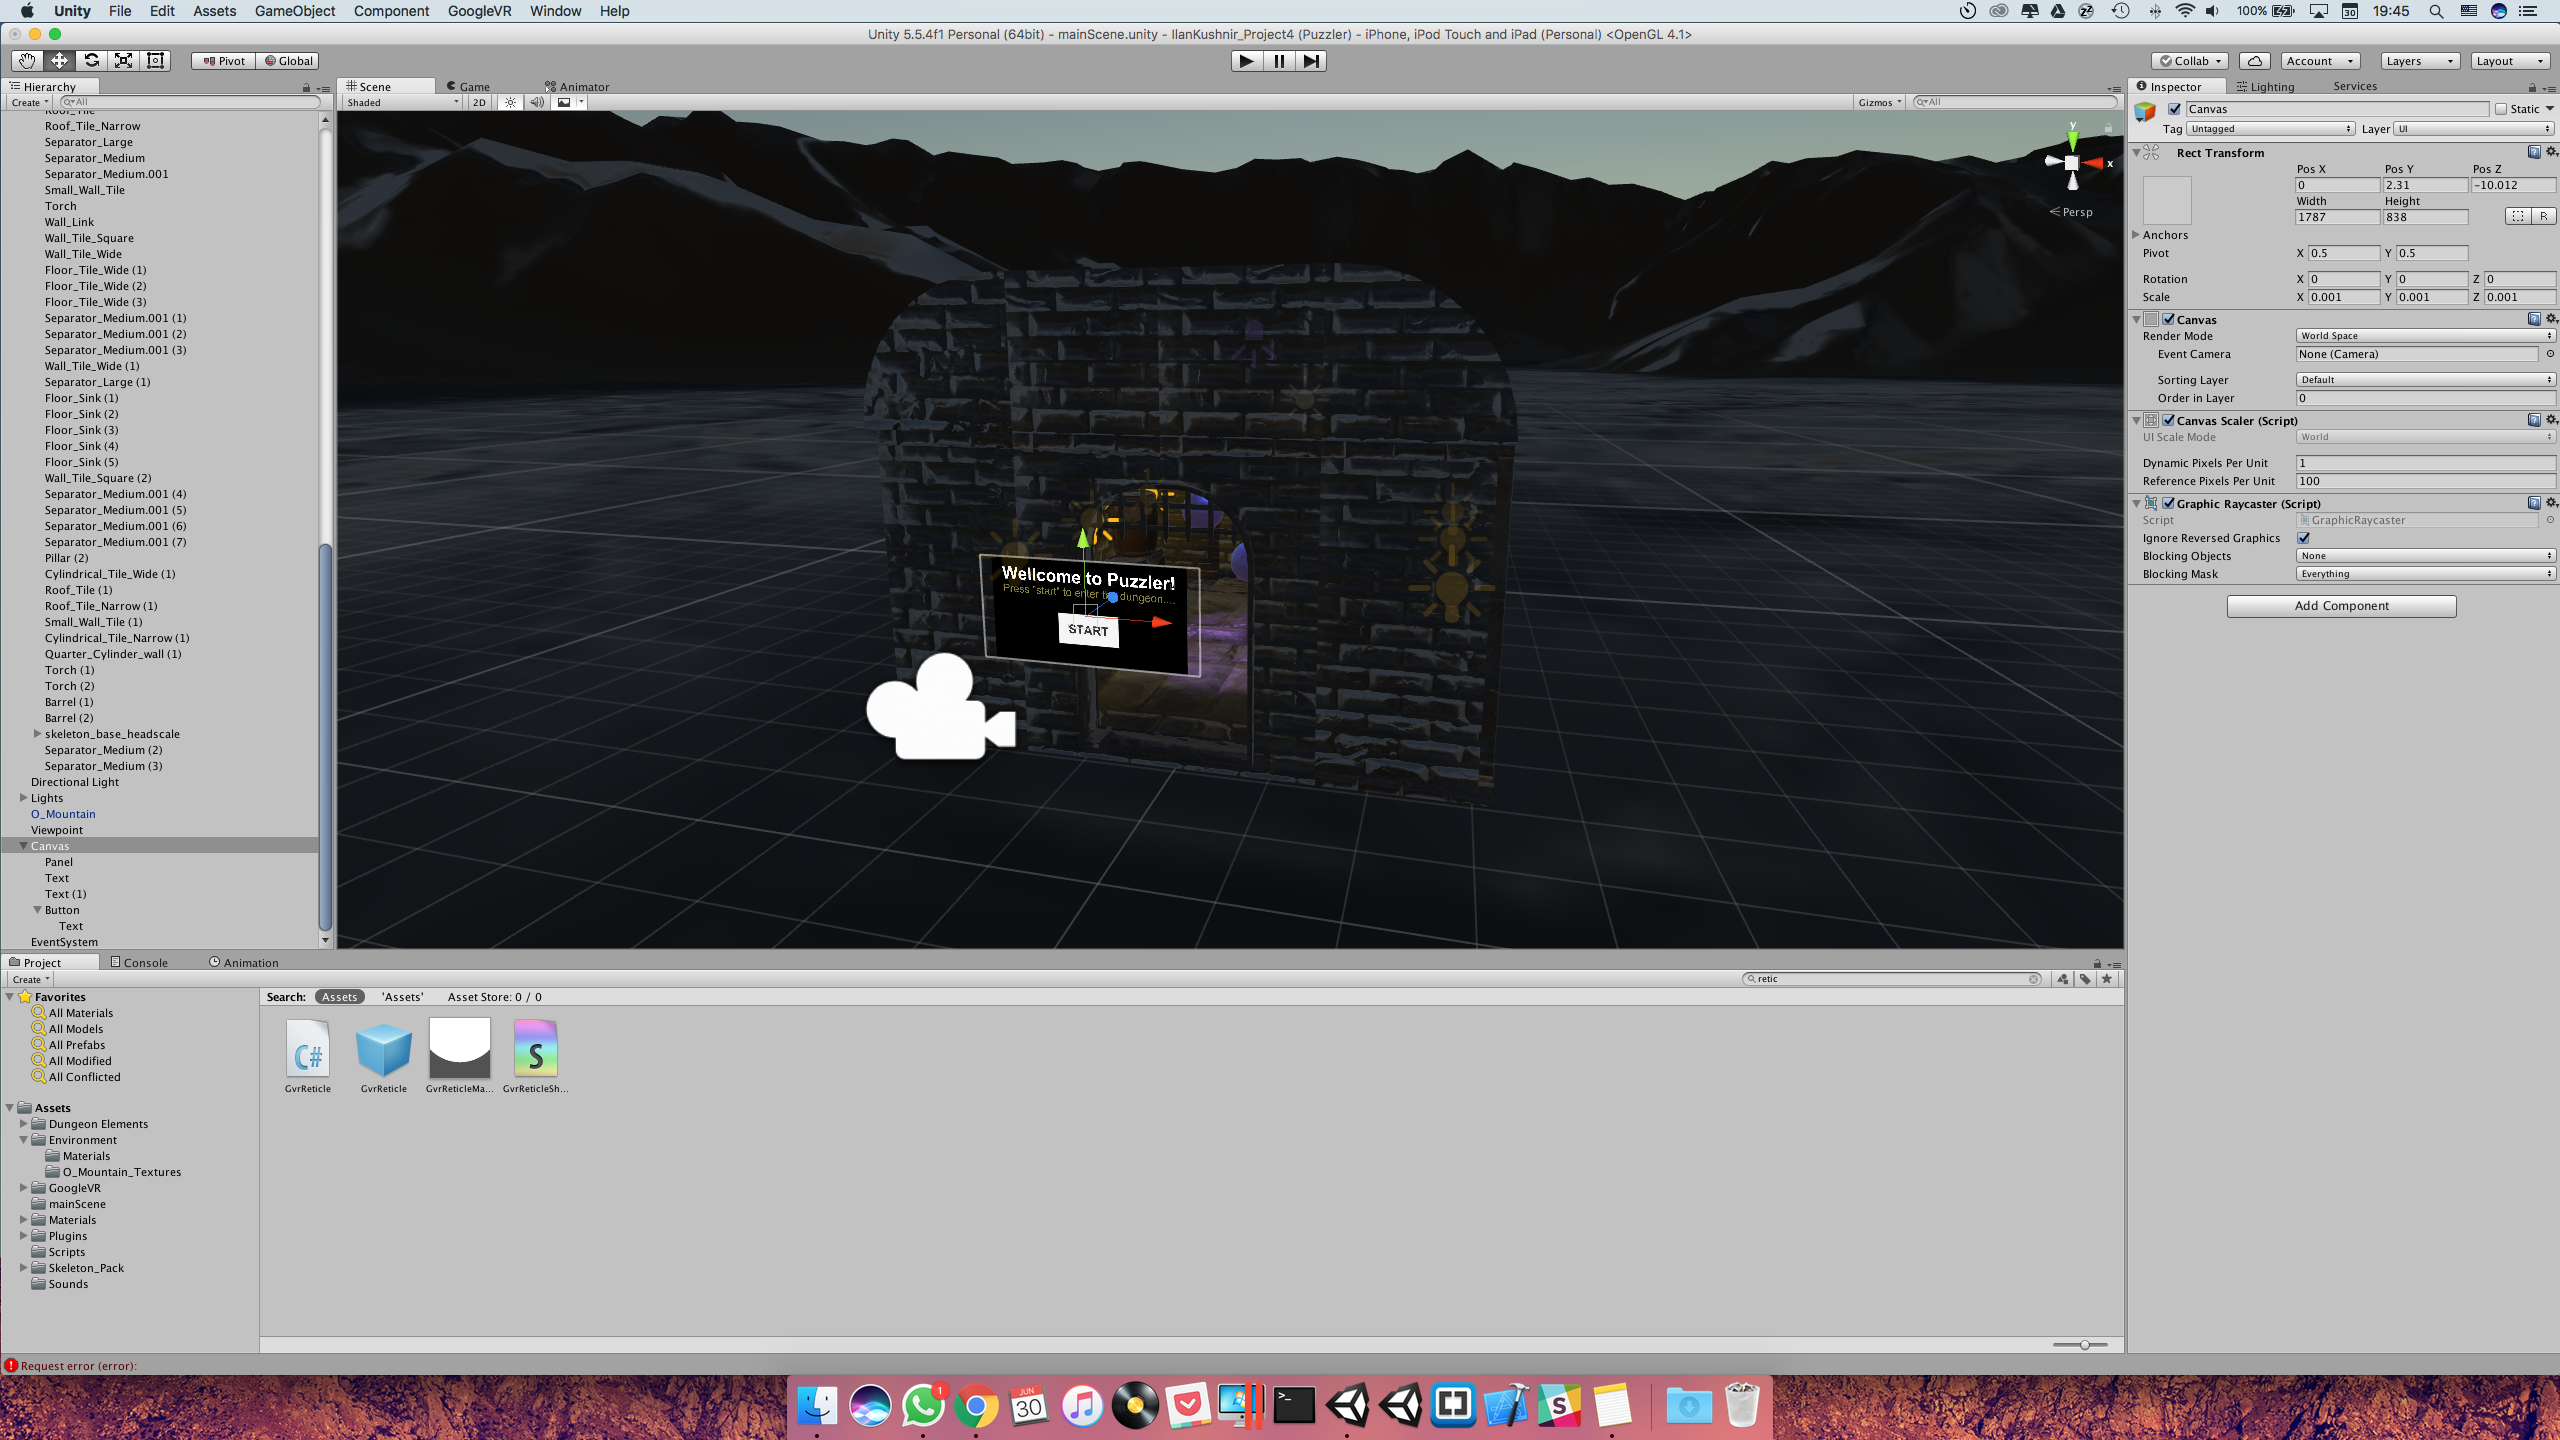 Unity File Edit Assets GameObject Component GoogleVR Window Help
100% 30 19:45
Unity 5.5.4f1 Personal (64bit) - mainScene.unity - IlanKushnir_Project4 (Puzzler) - iPhone, iPod Touch and iPad (Personal) <OpenGL 4.1>
Pivot Global
Collab Account Layers Layout
Hierarchy
Create All
Roof_Tile
Roof_Tile_Narrow
Separator_Large
Separator_Medium
Separator_Medium.001
Small_Wall_Tile
Torch
Wall_Link
Wall_Tile_Square
Wall_Tile_Wide
Floor_Tile_Wide (1)
Floor_Tile_Wide (2)
Floor_Tile_Wide (3)
Separator_Medium.001 (1)
Separator_Medium.001 (2)
Separator_Medium.001 (3)
Wall_Tile_Wide (1)
Separator_Large (1)
Floor_Sink (1)
Floor_Sink (2)
Floor_Sink (3)
Floor_Sink (4)
Floor_Sink (5)
Wall_Tile_Square (2)
Separator_Medium.001 (4)
Separator_Medium.001 (5)
Separator_Medium.001 (6)
Separator_Medium.001 (7)
Pillar (2)
Cylindrical_Tile_Wide (1)
Roof_Tile (1)
Roof_Tile_Narrow (1)
Small_Wall_Tile (1)
Cylindrical_Tile_Narrow (1)
Quarter_Cylinder_wall (1)
Torch (1)
Torch (2)
Barrel (1)
Barrel (2)
skeleton_base_headscale
Separator_Medium (2)
Separator_Medium (3)
Directional Light
Lights
O_Mountain
Viewpoint
Canvas
Panel
Text
Text (1)
Button
Text
EventSystem
Scene Game Animator
Shaded 2D Gizmos All
y
x
Persp
Wellcome to Puzzler!
Press "start" to enter the dungeon....
START
Inspector Lighting Services
Canvas Static
Tag Untagged Layer UI
Rect Transform
Pos X Pos Y Pos Z
0 2.31 -10.012
Width Height
1787 838 R
Anchors
Pivot X 0.5 Y 0.5
Rotation X 0 Y 0 Z 0
Scale X 0.001 Y 0.001 Z 0.001
Canvas
Render Mode World Space
Event Camera None (Camera)
Sorting Layer Default
Order in Layer 0
Canvas Scaler (Script)
UI Scale Mode World
Dynamic Pixels Per Unit 1
Reference Pixels Per Unit 100
Graphic Raycaster (Script)
Script GraphicRaycaster
Ignore Reversed Graphics
Blocking Objects None
Blocking Mask Everything
Add Component
Project Console Animation
Create retic
Favorites
All Materials
All Models
All Prefabs
All Modified
All Conflicted
Assets
Dungeon Elements
Environment
Materials
O_Mountain_Textures
GoogleVR
mainScene
Materials
Plugins
Scripts
Skeleton_Pack
Sounds
Search: Assets 'Assets' Asset Store: 0 / 0
C# S
GvrReticle GvrReticle GvrReticleMa... GvrReticleSh...
Request error (error):
1
JUN
30